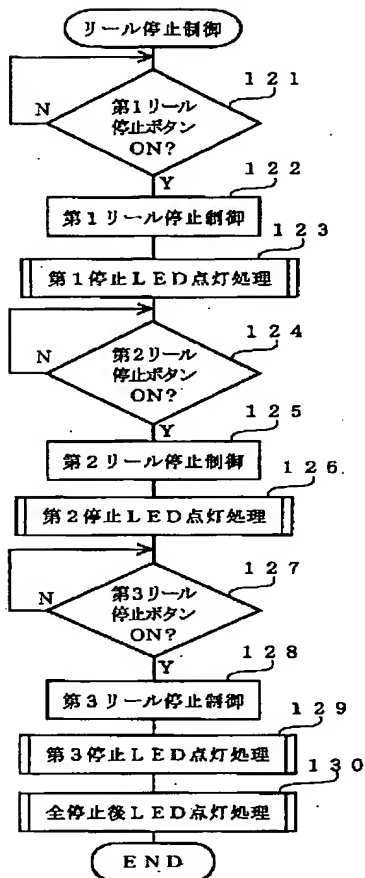 リール停止制御
121
第1リール
停止ボタン
ON?
N
Y
122
第1リール停止制御
123
第1停止LED点灯処理
124
第2リール
停止ボタン
ON?
N
Y
125
第2リール停止制御
126
第2停止LED点灯処理
127
第3リール
停止ボタン
ON?
N
Y
128
第3リール停止制御
129
第3停止LED点灯処理
130
全停止後LED点灯処理
END